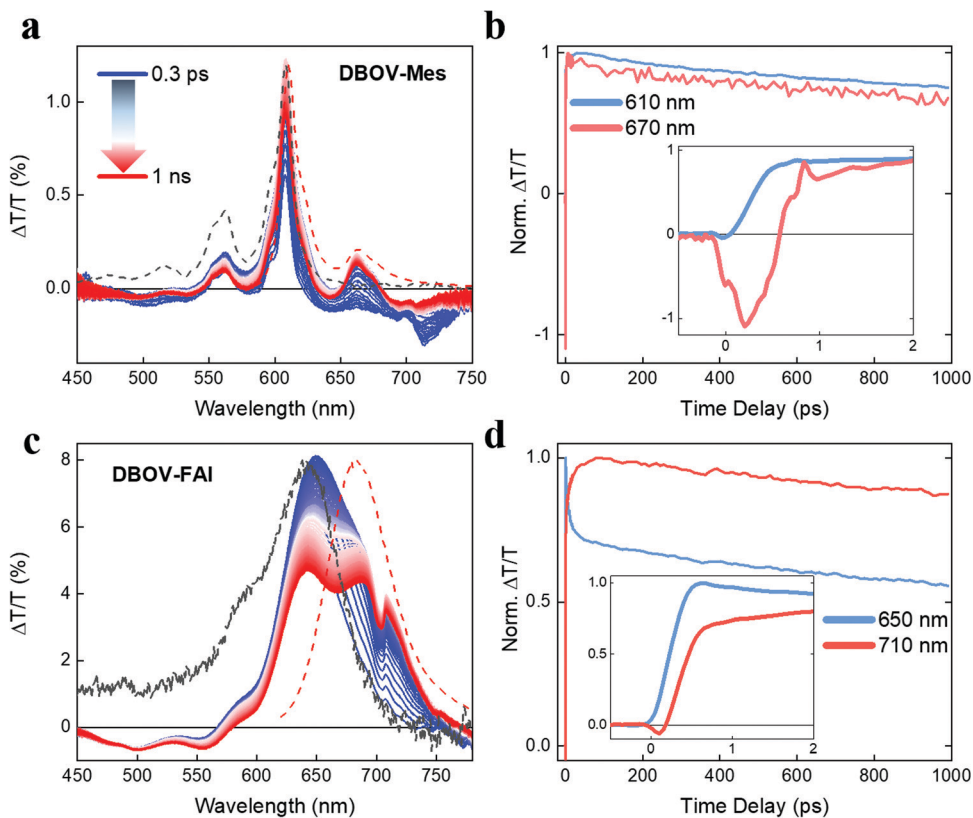 a
0.3 ps
1 ns
DBOV-Mes
ΔT/T (%)
1.0
0.5
0.0
450 500 550 600 650 700 750
Wavelength (nm)
b
Norm. ΔT/T
1
0
-1
610 nm
670 nm
1
0
-1
0 1 2
0 200 400 600 800 1000
Time Delay (ps)
c
DBOV-FAI
ΔT/T (%)
8
6
4
2
0
450 500 550 600 650 700 750
Wavelength (nm)
d
Norm. ΔT/T
1.0
0.5
0.0
650 nm
710 nm
1.0
0.5
0.0
0 1 2
0 200 400 600 800 1000
Time Delay (ps)